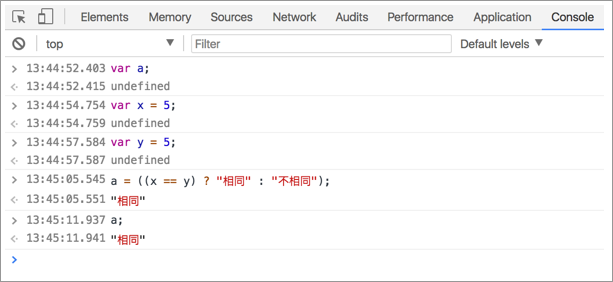 Elements Memory Sources Network Audits Performance Application Console
top Filter Default levels
13:44:52.403 var a;
13:44:52.415 undefined
13:44:54.754 var x = 5;
13:44:54.759 undefined
13:44:57.584 var y = 5;
13:44:57.587 undefined
13:45:05.545 a = ((x == y) ? "相同" : "不相同");
13:45:05.551 "相同"
13:45:11.937 a;
13:45:11.941 "相同"